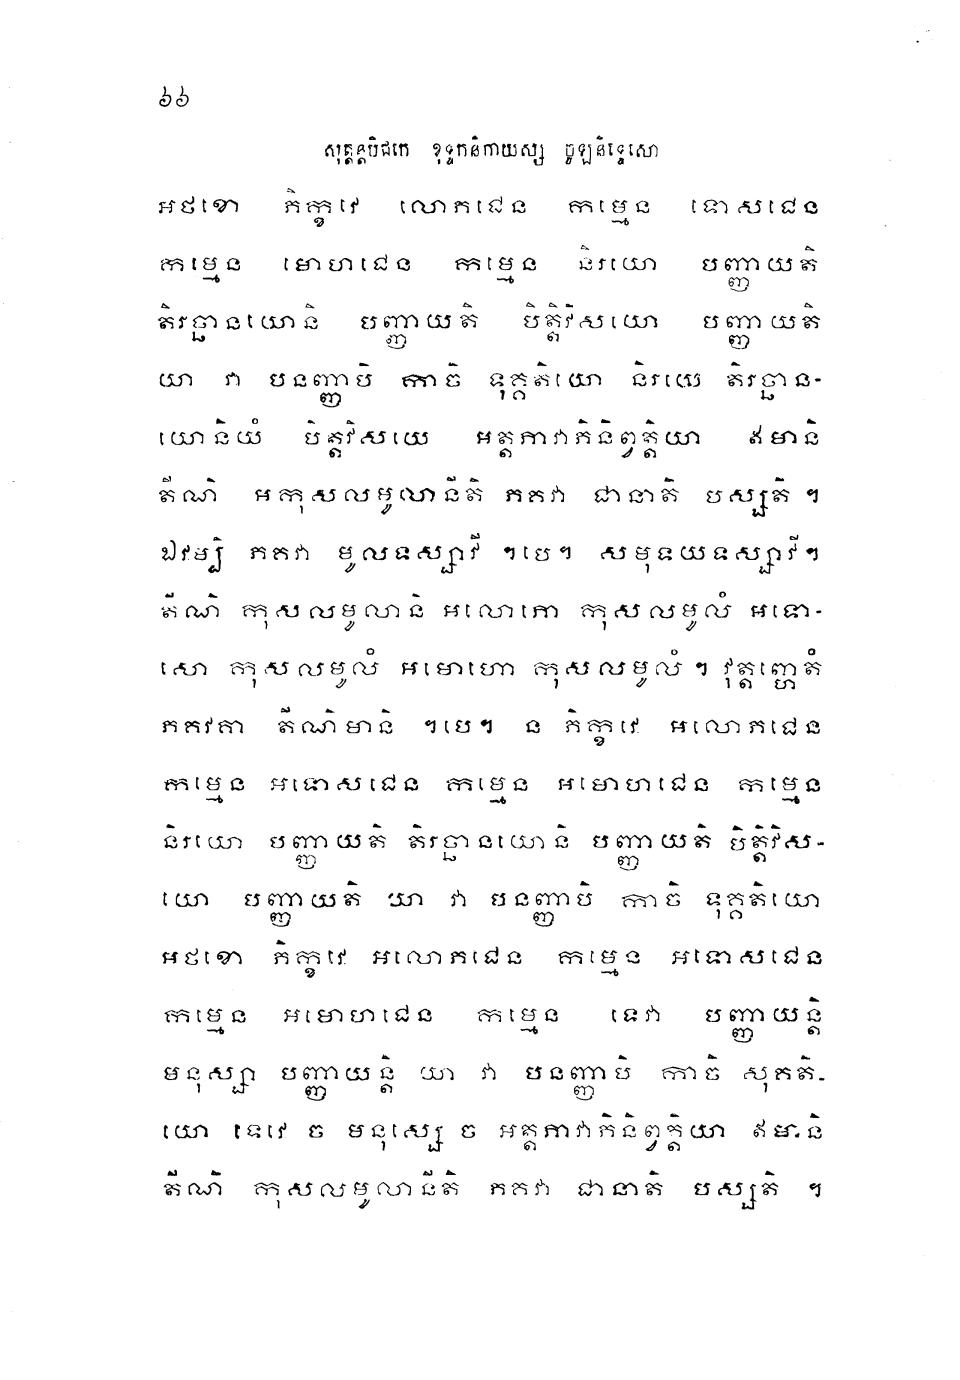 ៦៦
សុត្តន្តបិដកេ ខុទ្ទកនិកាយស្ស ចូឡនិទ្ទេសោ
អថខោ ភិក្ខវេ លោភជេន កម្មេន ទោសជេន
កម្មេន មោហជេន កម្មេន និរយោ បញ្ញាយតិ
តិរច្ឆានយោនិ បញ្ញាយតិ បិត្តិវិសយោ បញ្ញាយតិ
យា វា បនញ្ញាបិ កាចិ ទុគ្គតិយោ និរយេ តិរច្ឆាន-
យោនិយំ បិត្តវិសយេ អត្តភាវាភិនិព្វត្តិយា ឥមានិ
តីណិ អកុសលមូលានីតិ ភគវា ជានាតិ បស្សតិ ។
ឯវម្បិ ភគវា មូលទស្សាវី ។បេ។ សមុទយទស្សាវី។
តីណិ កុសលមូលានិ អលោភោ កុសលមូលំ អទោ-
សោ កុសលមូលំ អមោហោ កុសលមូលំ ។ វុត្តញ្ហេតំ
ភគវតា តីណិមានិ ។បេ។ ន ភិក្ខវេ អលោភជេន
កម្មេន អទោសជេន កម្មេន អមោហជេន កម្មេន
និរយោ បញ្ញាយតិ តិរច្ឆានយោនិ បញ្ញាយតិ បិត្តិវិស-
យោ បញ្ញាយតិ យា វា បនញ្ញាបិ កាចិ ទុគ្គតិយោ
អថខោ ភិក្ខវេ អលោភជេន កម្មេន អទោសជេន
កម្មេន អមោហជេន កម្មេន ទេវា បញ្ញាយន្តិ
មនុស្សា បញ្ញាយន្តិ យា វា បនញ្ញាបិ កាចិ សុគតិ-
យោ ទេវេ ច មនុស្សេ ច អត្តភាវាភិនិព្វត្តិយា ឥមានិ
តីណិ កុសលមូលានីតិ ភគវា ជានាតិ បស្សតិ ។